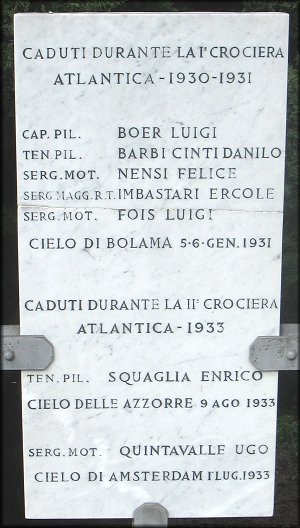 CADUTI DURANTE LA Iª CROCIERA
ATLANTICA - 1930 - 1931
CAP. PIL. BOER LUIGI
TEN. PIL. BARBI CINTI DANILO
SERG. MOT. NENSI FELICE
SERG MAGG. R.T. IMBASTARI ERCOLE
SERG. MOT. FOIS LUIGI
CIELO DI BOLAMA 5-6-GEN. 1931
CADUTI DURANTE LA IIª CROCIERA
ATLANTICA - 1933
TEN. PIL. SQUAGLIA ENRICO
CIELO DELLE AZZORRE 9 AGO 1933
SERG. MOT. QUINTAVALLE UGO
CIELO DI AMSTERDAM 1º LUG. 1933